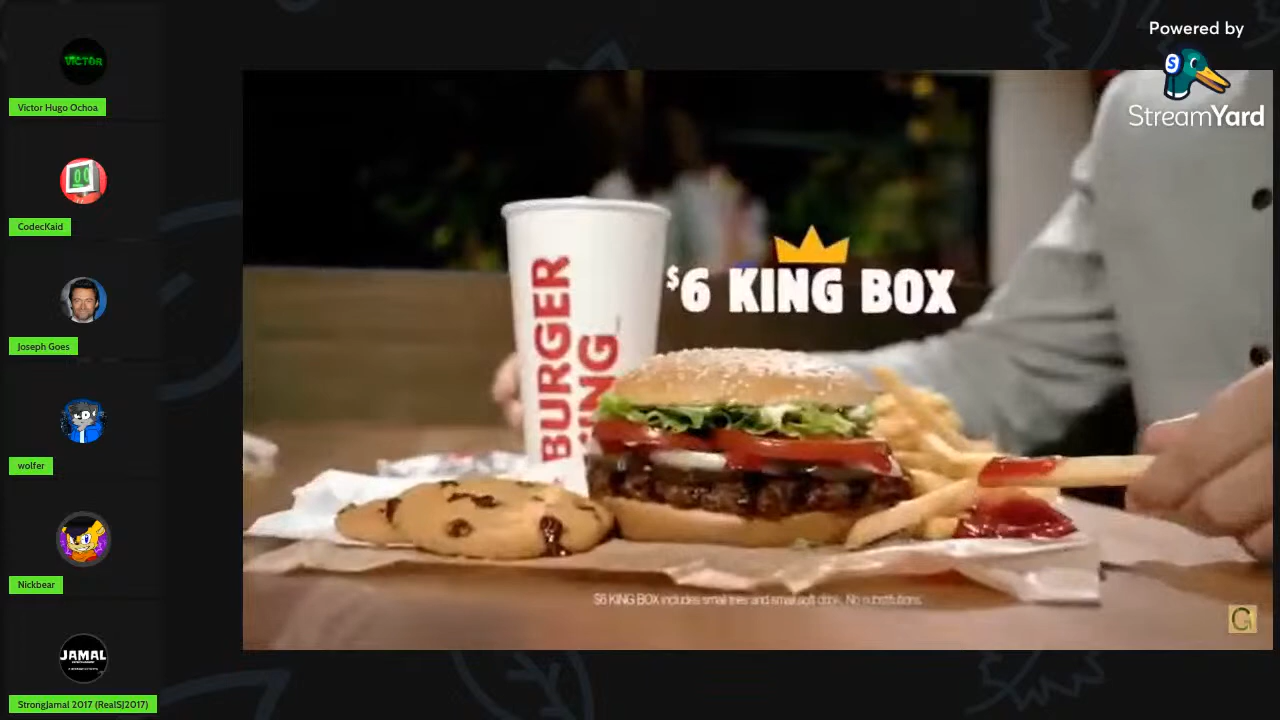 VICTOR
Victor Hugo Ochoa
CodecKaid
Joseph Goes
wolfer
Nickbear
JAMAL
StrongJamal 2017 (RealSJ2017)
Powered by
S
StreamYard
BURGER
KING
$6 KING BOX
$6 KING BOX includes small fries and small soft drink. No substitutions.
G